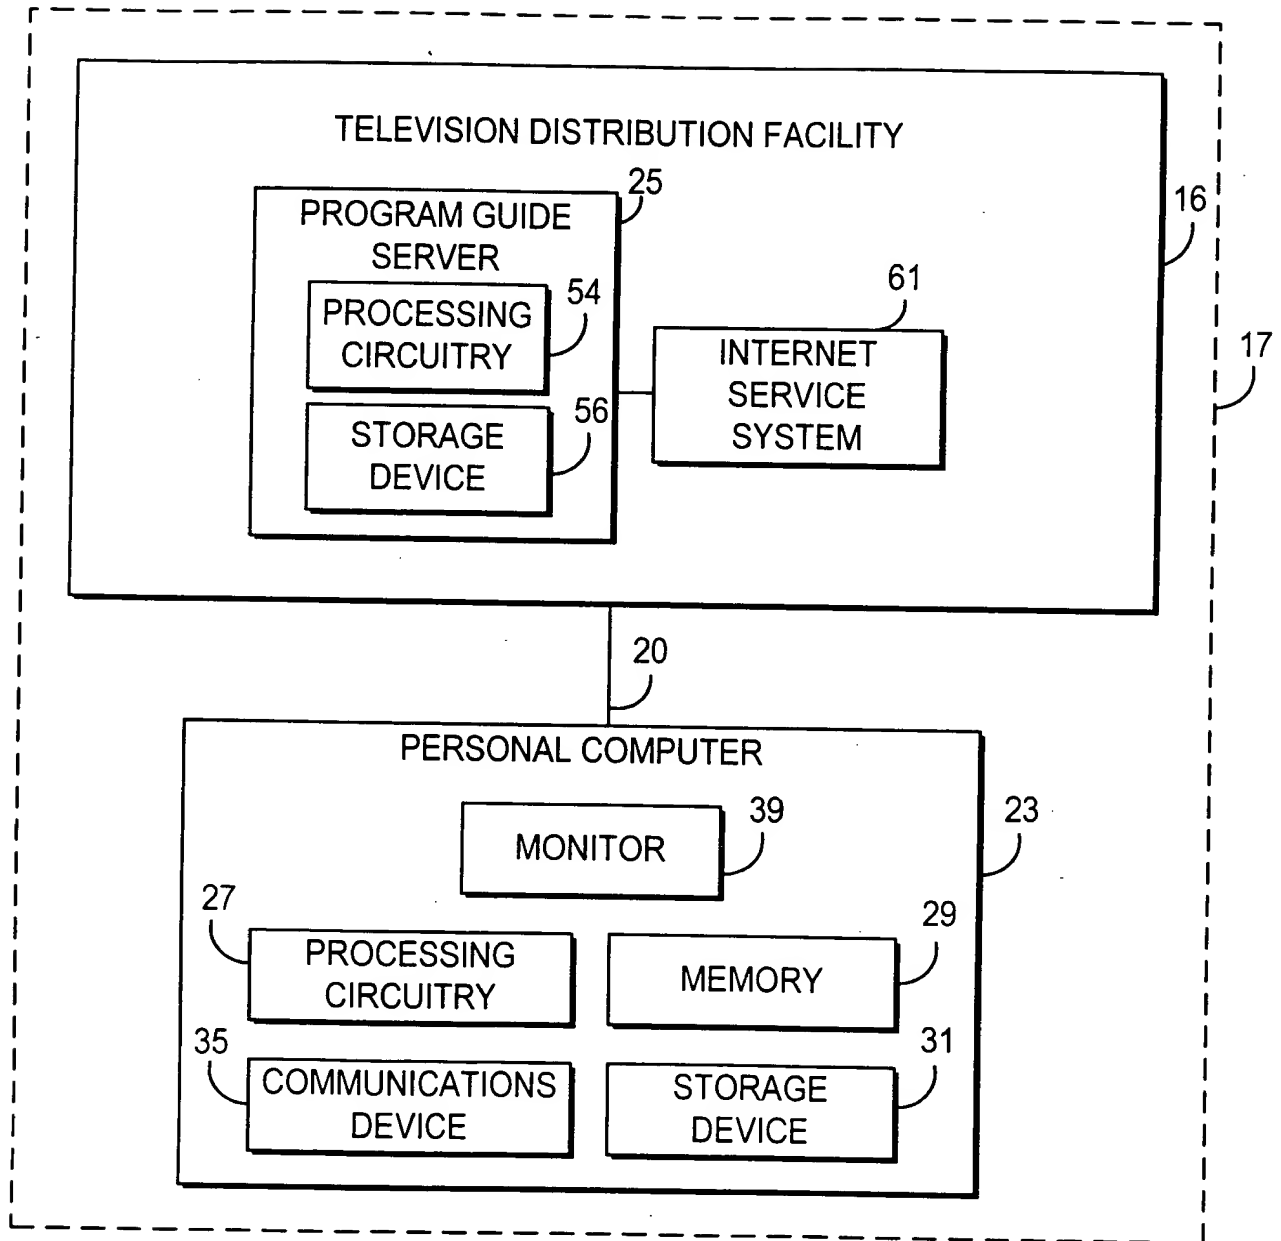 TELEVISION DISTRIBUTION FACILITY
25
PROGRAM GUIDE
SERVER
16
54
PROCESSING
CIRCUITRY
61
INTERNET
SERVICE
SYSTEM
17
56
STORAGE
DEVICE
20
PERSONAL COMPUTER
39
23
MONITOR
27
PROCESSING
CIRCUITRY
29
MEMORY
35
COMMUNICATIONS
DEVICE
31
STORAGE
DEVICE